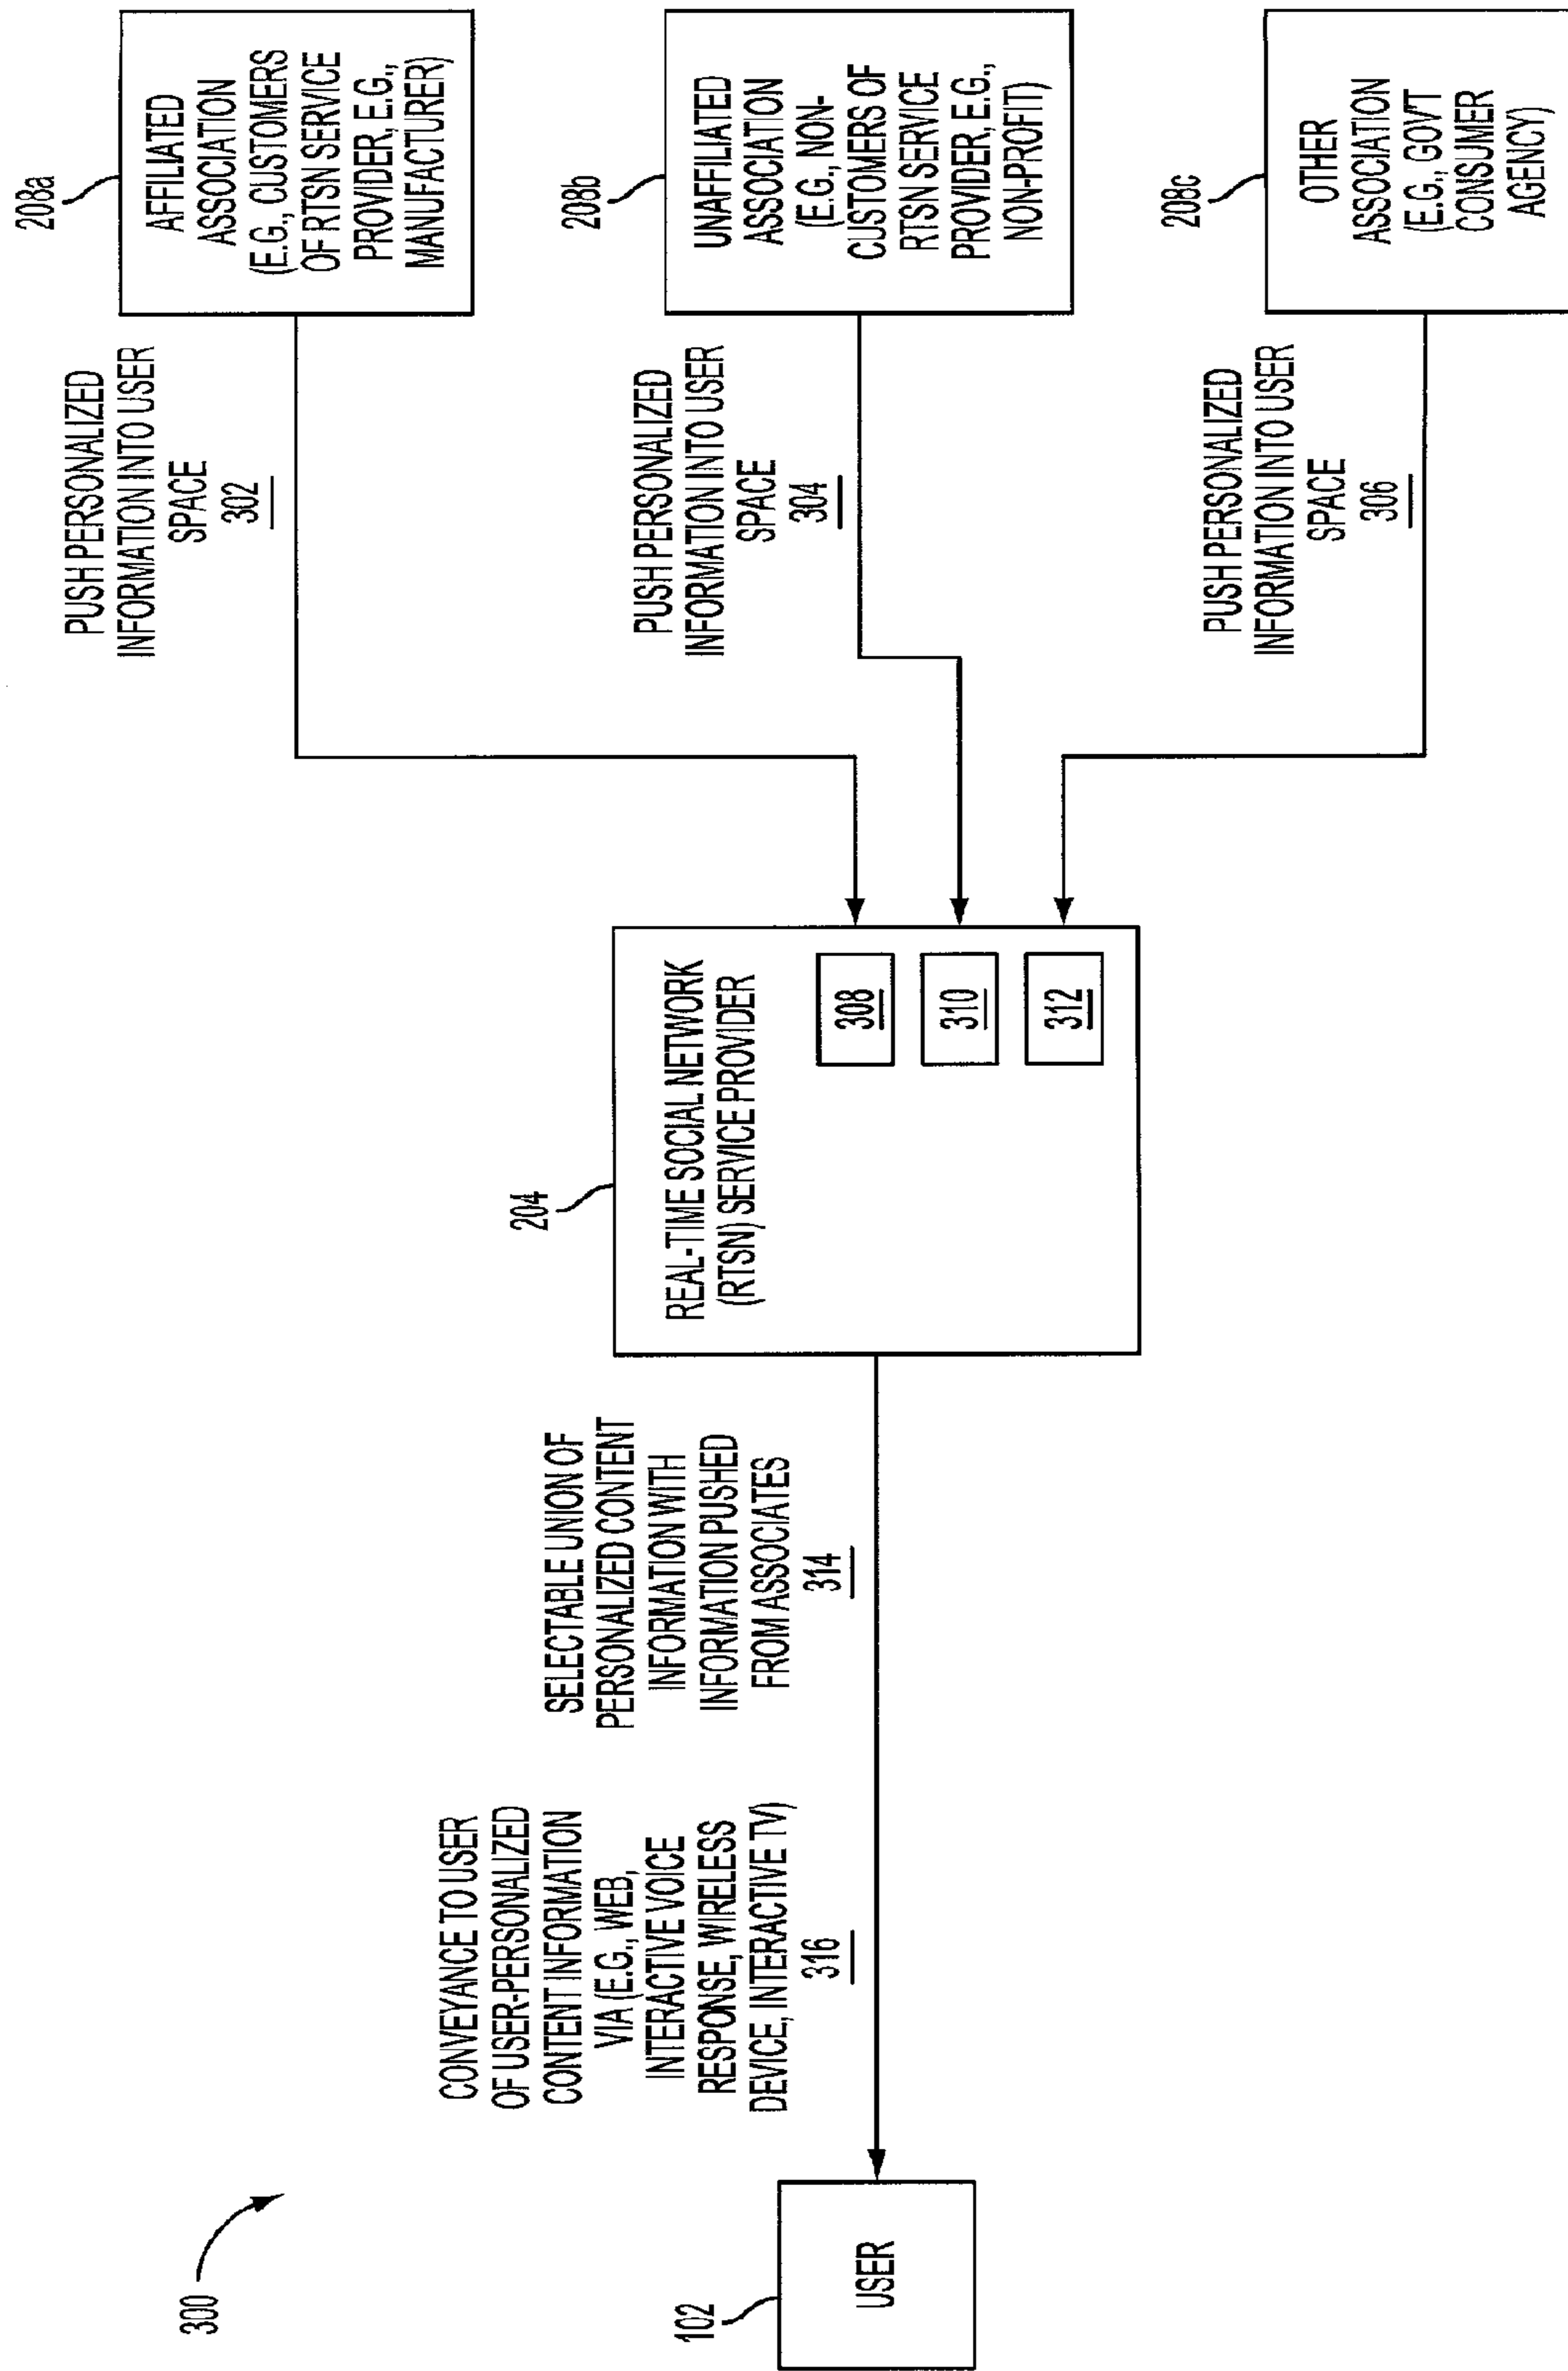 300
102
USER
CONVEYANCE TO USER
OF USER-PERSONALIZED
CONTENT INFORMATION
VIA (E.G., WEB,
INTERACTIVE VOICE
RESPONSE, WIRELESS
DEVICE, INTERACTIVE TV)
316
SELECTABLE UNION OF
PERSONALIZED CONTENT
INFORMATION WITH
INFORMATION PUSHED
FROM ASSOCIATES
314
204
REAL-TIME SOCIAL NETWORK
(RTSN) SERVICE PROVIDER
308
310
312
PUSH PERSONALIZED
INFORMATION INTO USER
SPACE
302
PUSH PERSONALIZED
INFORMATION INTO USER
SPACE
304
PUSH PERSONALIZED
INFORMATION INTO USER
SPACE
306
208a
AFFILIATED
ASSOCIATION
(E.G., CUSTOMERS
OF RTSN SERVICE
PROVIDER, E.G.,
MANUFACTURER)
208b
UNAFFILIATED
ASSOCIATION
(E.G., NON-
CUSTOMERS OF
RTSN SERVICE
PROVIDER, E.G.,
NON-PROFIT)
208c
OTHER
ASSOCIATION
(E.G., GOV'T
CONSUMER
AGENCY)